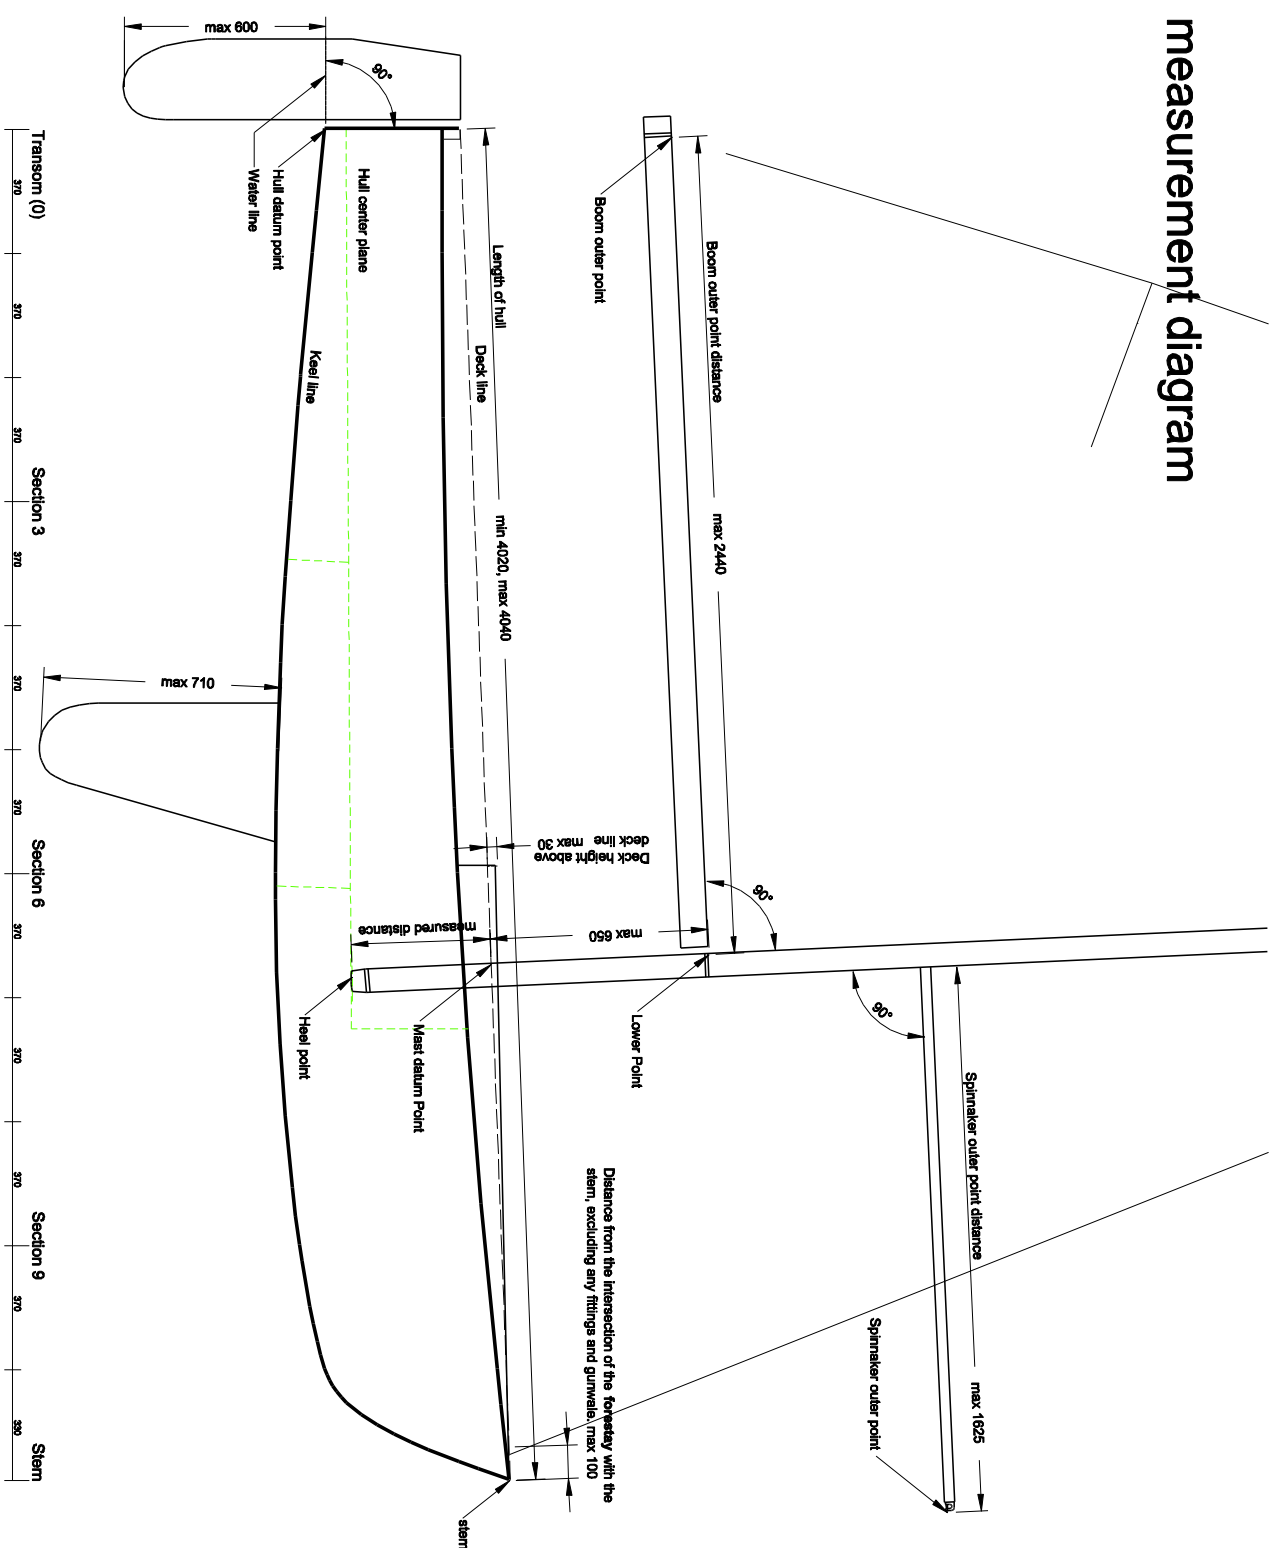 measurement diagram
max 600
90°
Transom (0)
Water line
Hull datum point
Hull center plane
Keel line
Length of hull
Deck line
min 4020, max 4040
Boom outer point
Boom outer point distance
max 2440
max 710
Deck height above
deck line max 30
measured distance
max 650
90°
90°
Heel point
Mast datum Point
Lower Point
Spinnaker outer point distance
max 1625
Spinnaker outer point
Distance from the intersection of the forestay with the
stem, excluding any fittings and gunwale, max 100
stem
Section 3
Section 6
Section 9
Stem
370
370
370
370
370
370
370
370
370
370
330